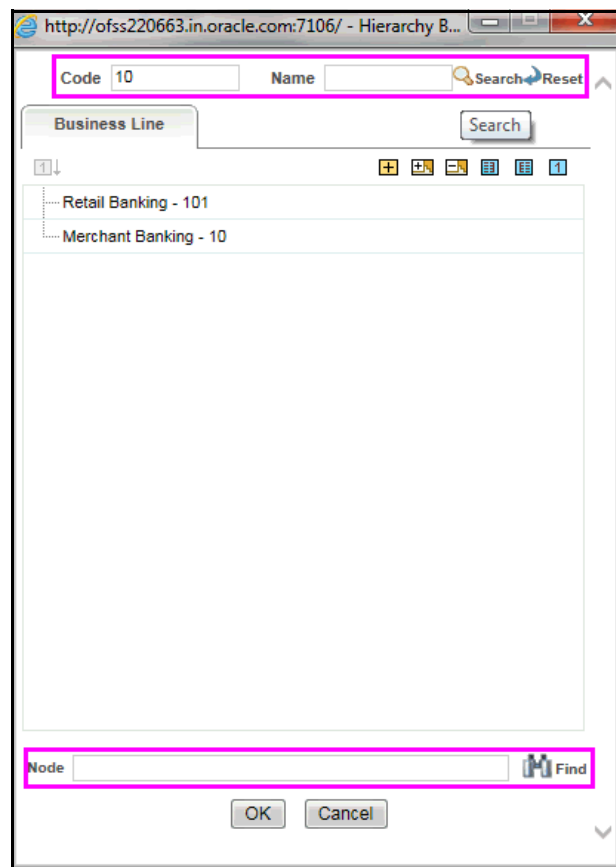 http://ofss220663.in.oracle.com:7106/ - Hierarchy B...
Code 10 Name Search Reset
Business Line Search
1
1
Retail Banking - 101
Merchant Banking - 10
Node Find
OK Cancel